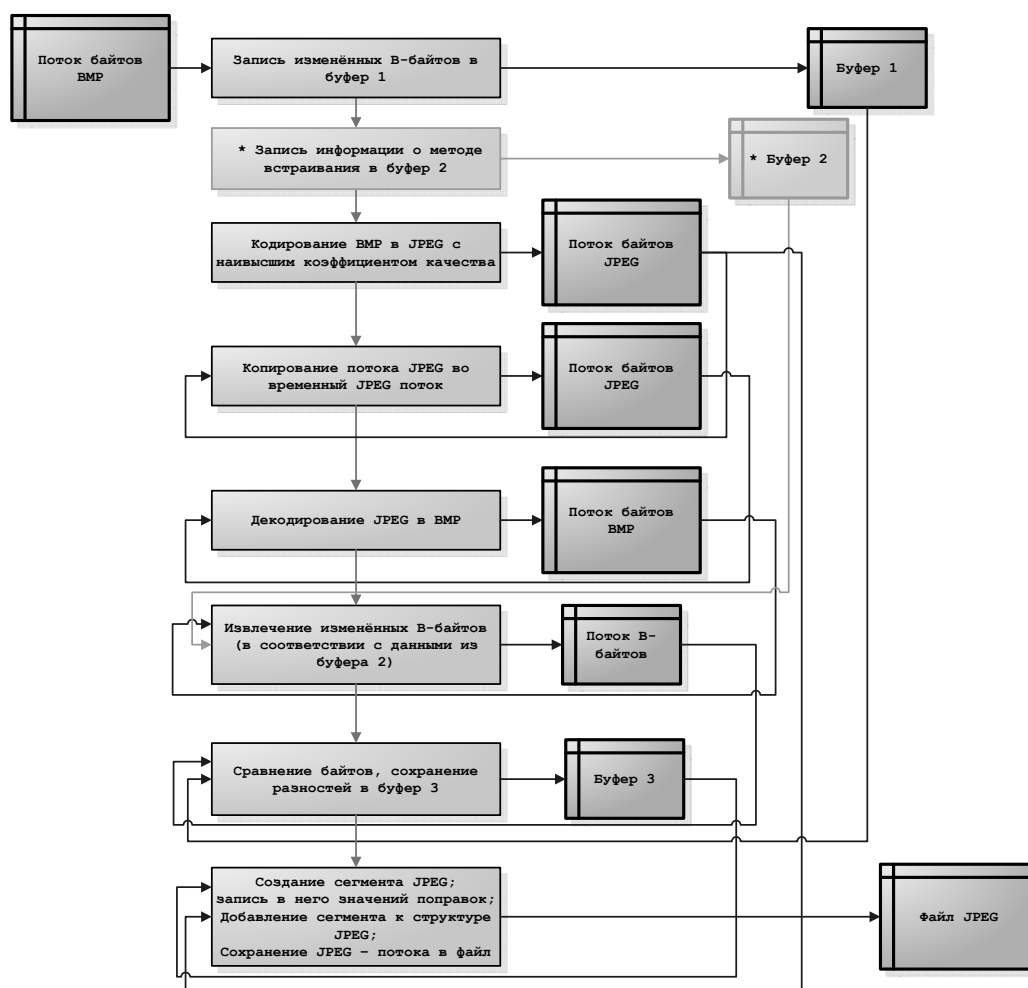 Поток байтов
BMP
Запись изменённых B-байтов в
буфер 1
Буфер 1
* Запись информации о методе
встраивания в буфер 2
* Буфер 2
Кодирование BMP в JPEG с
наивысшим коэффициентом качества
Поток байтов
JPEG
Копирование потока JPEG во
временный JPEG поток
Поток байтов
JPEG
Декодирование JPEG в BMP
Поток байтов
BMP
Извлечение изменённых B-байтов
(в соответствии с данными из
буфера 2)
Поток B-
байтов
Сравнение байтов, сохранение
разностей в буфер 3
Буфер 3
Создание сегмента JPEG;
запись в него значений поправок;
Добавление сегмента к структуре
JPEG;
Сохранение JPEG – потока в файл
Файл JPEG